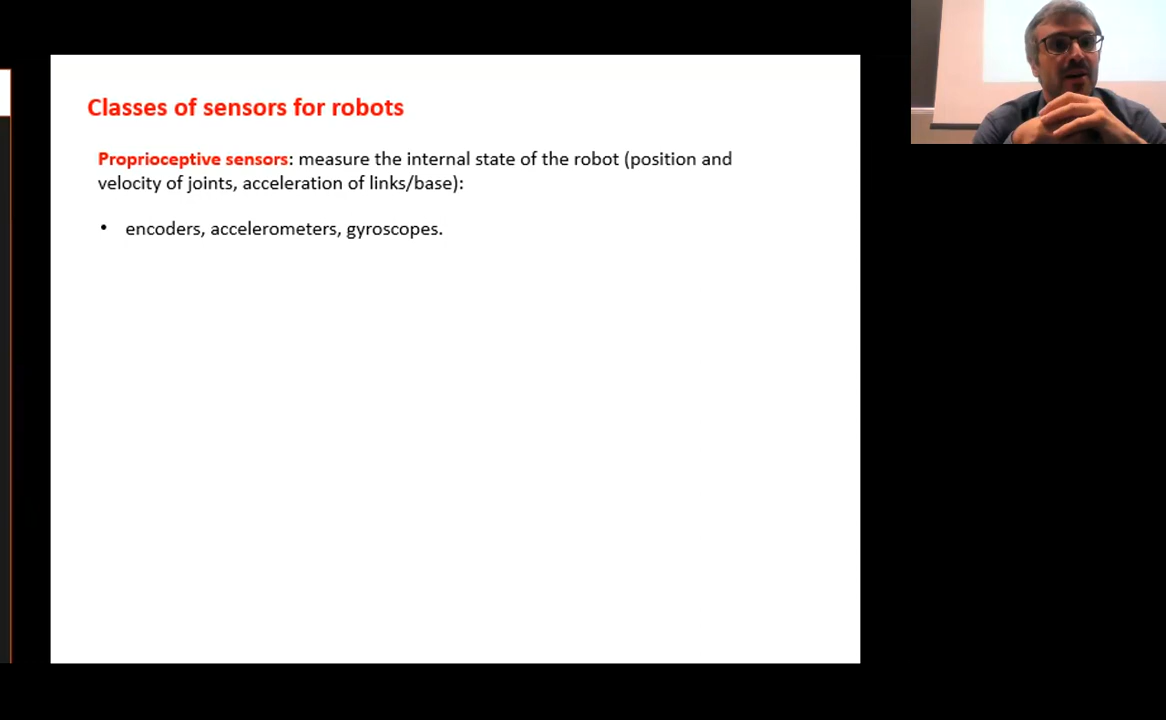 Classes of sensors for robots
Proprioceptive sensors: measure the internal state of the robot (position and
velocity of joints, acceleration of links/base):
• encoders, accelerometers, gyroscopes.